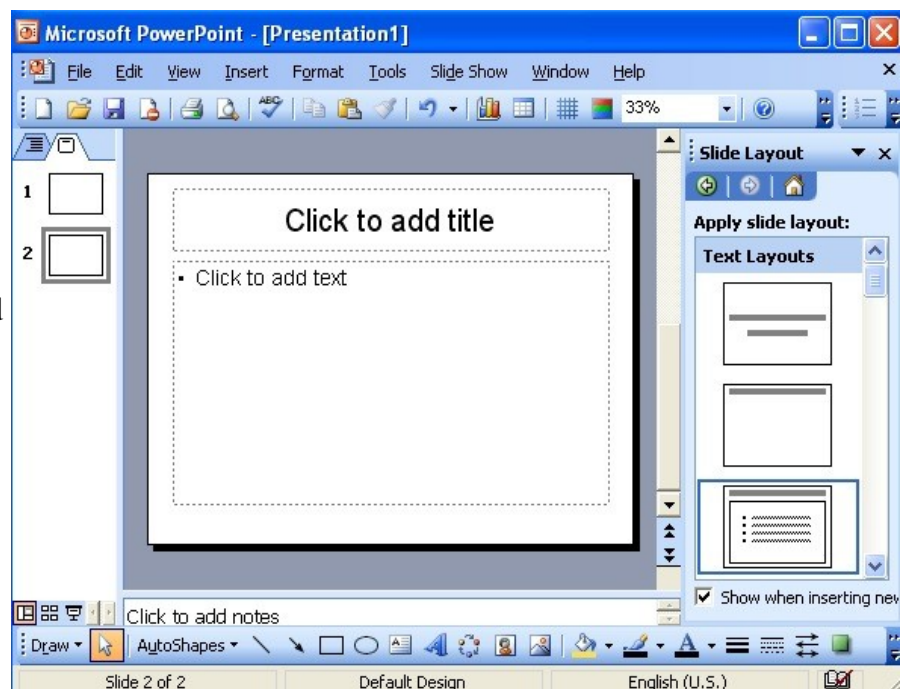 Microsoft PowerPoint - [Presentation1]
File Edit View Insert Format Tools Slide Show Window Help
ABC 33%
Slide Layout
1
Click to add title
Apply slide layout:
2
Text Layouts
Click to add text
Show when inserting new
Click to add notes
Draw AutoShapes A A
Slide 2 of 2 Default Design English (U.S.)